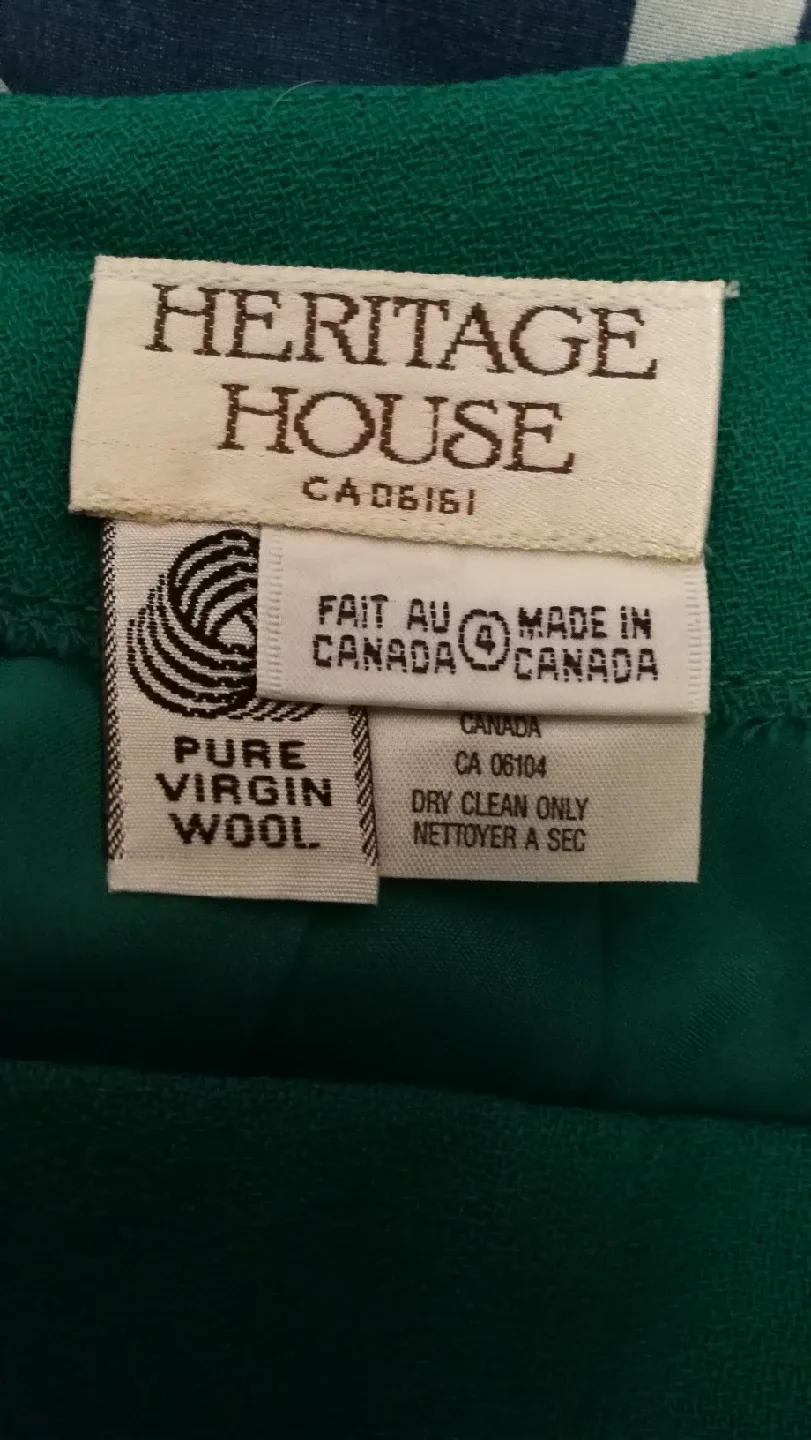 HERITAGE
HOUSE
CA06161
FAIT AU 4 MADE IN
CANADA CANADA
PURE
VIRGIN
WOOL
CANADA
CA 06104
DRY CLEAN ONLY
NETTOYER A SEC